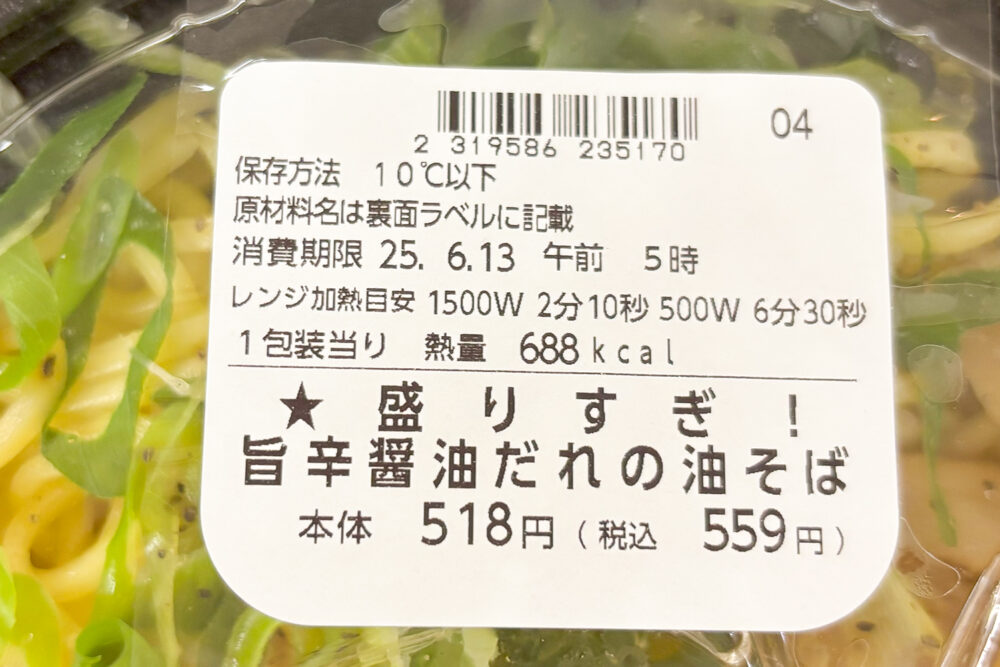 04
2 319586 235170
保存方法 10℃以下
原材料名は裏面ラベルに記載
消費期限 25. 6.13 午前 5時
レンジ加熱目安 1500W 2分10秒 500W 6分30秒
1包装当り 熱量 688kcal
★盛りすぎ!
旨辛醤油だれの油そば
本体 518円(税込 559円)